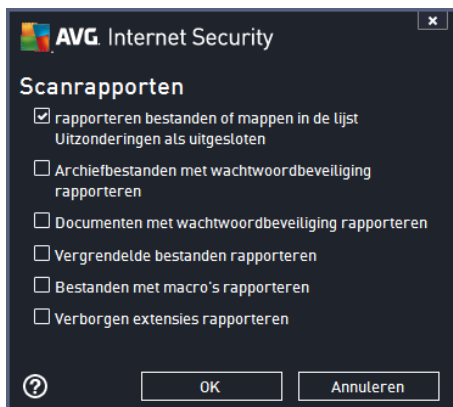 AVG. Internet Security
Scanrapporten
rapporteren bestanden of mappen in de lijst
Uitzonderingen als uitgesloten
Archiefbestanden met wachtwoordbeveiliging
rapporteren
Documenten met wachtwoordbeveiliging rapporteren
Vergrendelde bestanden rapporteren
Bestanden met macro's rapporteren
Verborgen extensies rapporteren
? OK Annuleren